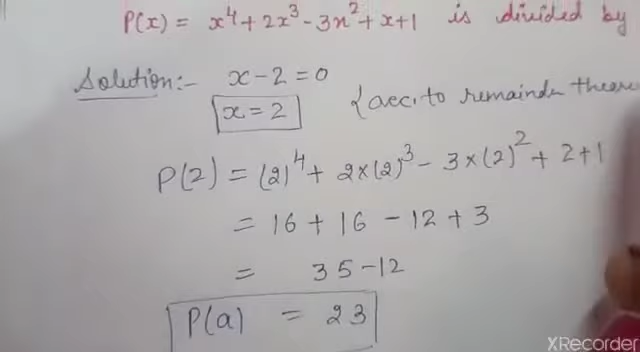 P(x) = x⁴ + 2x³ - 3x² + x + 1 is divided by
Solution:- x - 2 = 0
x = 2 {acc. to remainde theore
P(2) = (2)⁴ + 2×(2)³ - 3×(2)² + 2 + 1
= 16 + 16 - 12 + 3
= 35 - 12
P(a) = 23
XRecorder